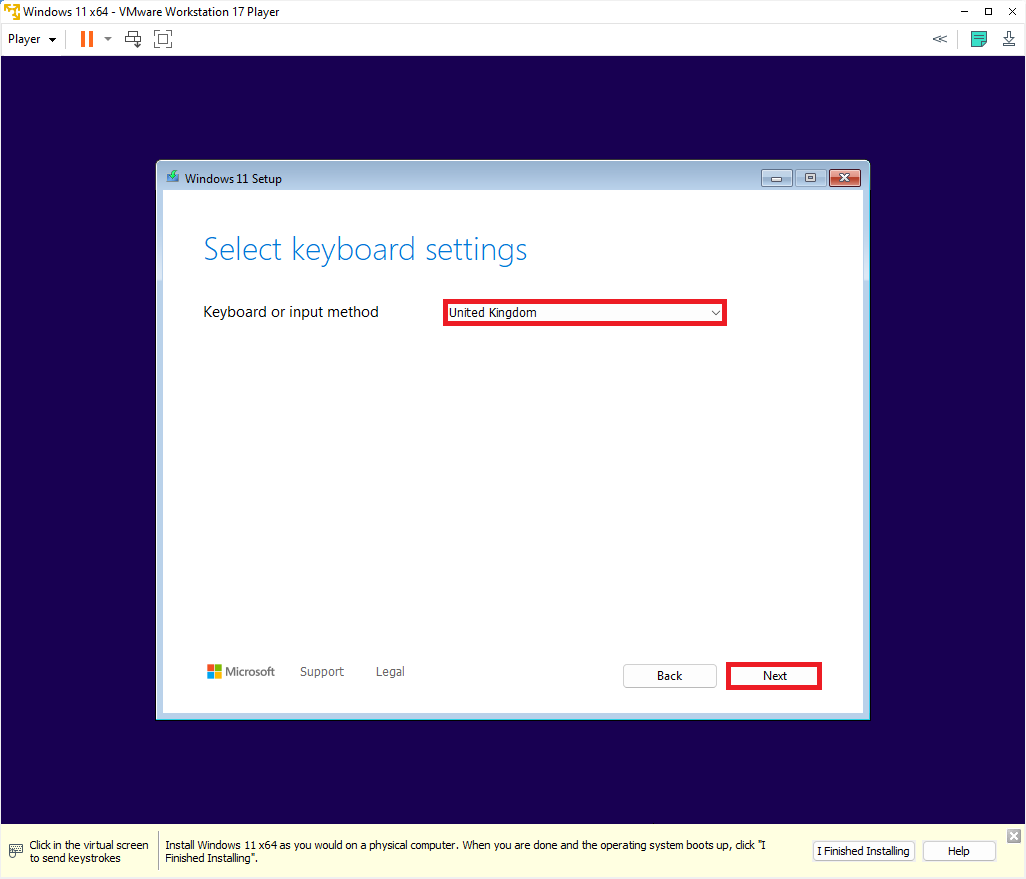 Windows 11 x64 - VMware Workstation 17 Player
Player
Windows 11 Setup
Select keyboard settings
Keyboard or input method
United Kingdom
Microsoft
Support
Legal
Back
Next
Click in the virtual screen
to send keystrokes
Install Windows 11 x64 as you would on a physical computer. When you are done and the operating system boots up, click "I
Finished Installing".
I Finished Installing
Help